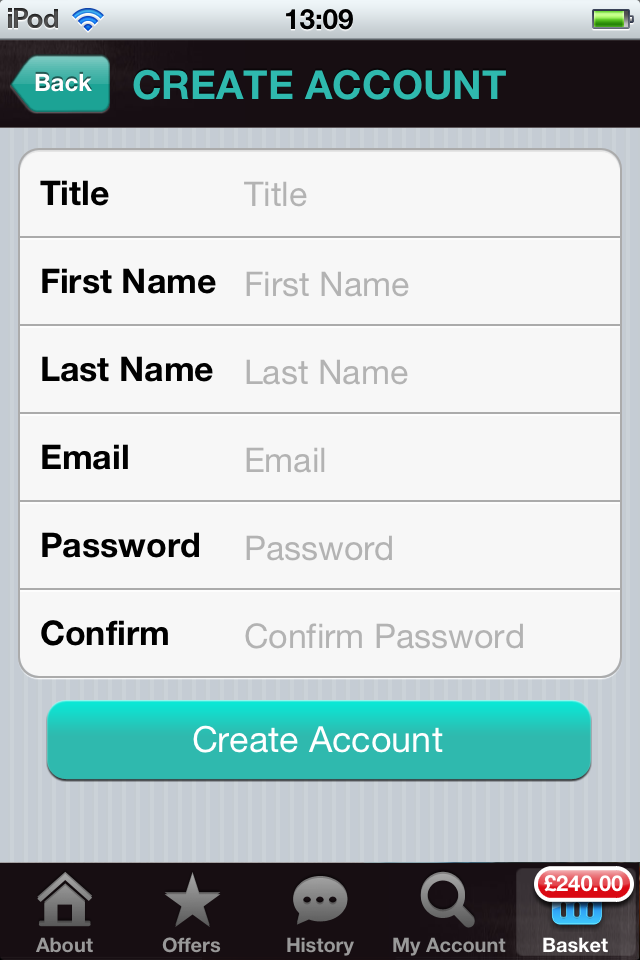 iPod 13:09
Back CREATE ACCOUNT
Title Title
First Name First Name
Last Name Last Name
Email Email
Password Password
Confirm Confirm Password
Create Account
£240.00
About Offers History My Account Basket